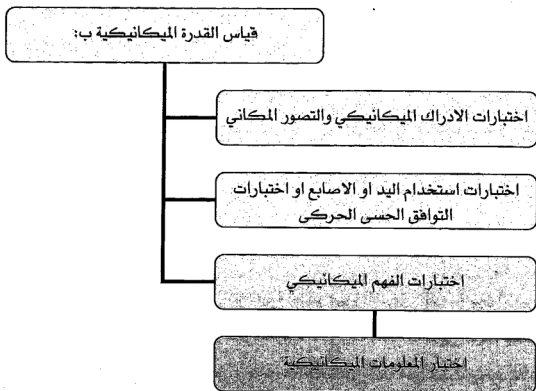 قياس القدرة الميكانيكية ب:
اختبارات الادراك الميكانيكي والتصور المكاني
اختبارات استخدام اليد او الاصابع او اختبارات
التوافق الحسي الحركي
اختبارات الفهم الميكانيكي
اختبار المعلومات الميكانيكية